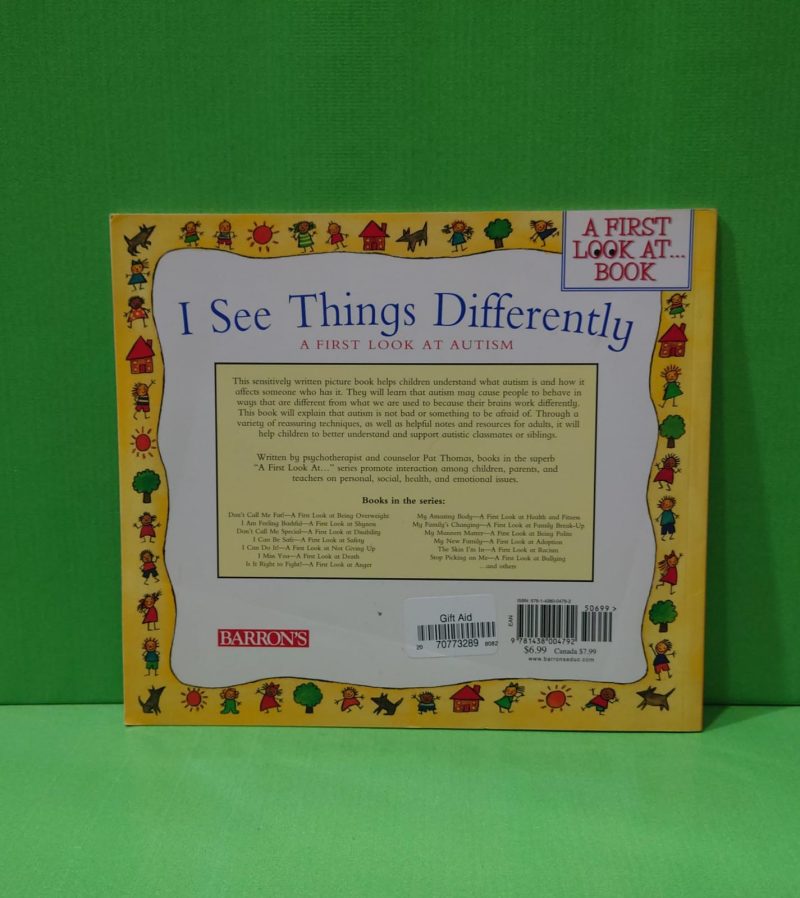 A FIRST
LOOK AT...
BOOK
I See Things Differently
A FIRST LOOK AT AUTISM
This sensitively written picture book helps children understand what autism is and how it
affects someone who has it. They will learn that autism may cause people to behave in
ways that are different from what we are used to because their brains work differently.
This book will explain that autism is not bad or something to be afraid of. Through a
variety of reassuring techniques, as well as helpful notes and resources for adults, it will
help children to better understand and support autistic classmates or siblings.
Written by psychotherapist and counselor Pat Thomas, books in the superb
“A First Look At...” series promote interaction among children, parents, and
teachers on personal, social, health, and emotional issues.
Books in the series:
Don't Call Me Fat!—A First Look at Being Overweight
I Am Feeling Bashful—A First Look at Shyness
Don't Call Me Special—A First Look at Disability
I Can Be Safe—A First Look at Safety
I Can Do It!—A First Look at Not Giving Up
I Miss You—A First Look at Death
Is It Right to Fight?—A First Look at Anger
My Amazing Body—A First Look at Health and Fitness
My Family's Changing—A First Look at Family Break-Up
My Manners Matter—A First Look at Being Polite
My New Family—A First Look at Adoption
The Skin I'm In—A First Look at Racism
Stop Picking on Me—A First Look at Bullying
...and others
BARRON'S
Gift Aid
20 70773289 8082
ISBN: 978-1-4380-0479-2
50699>
EAN
9 781438 004792
$6.99 Canada $7.99
www.barronseduc.com